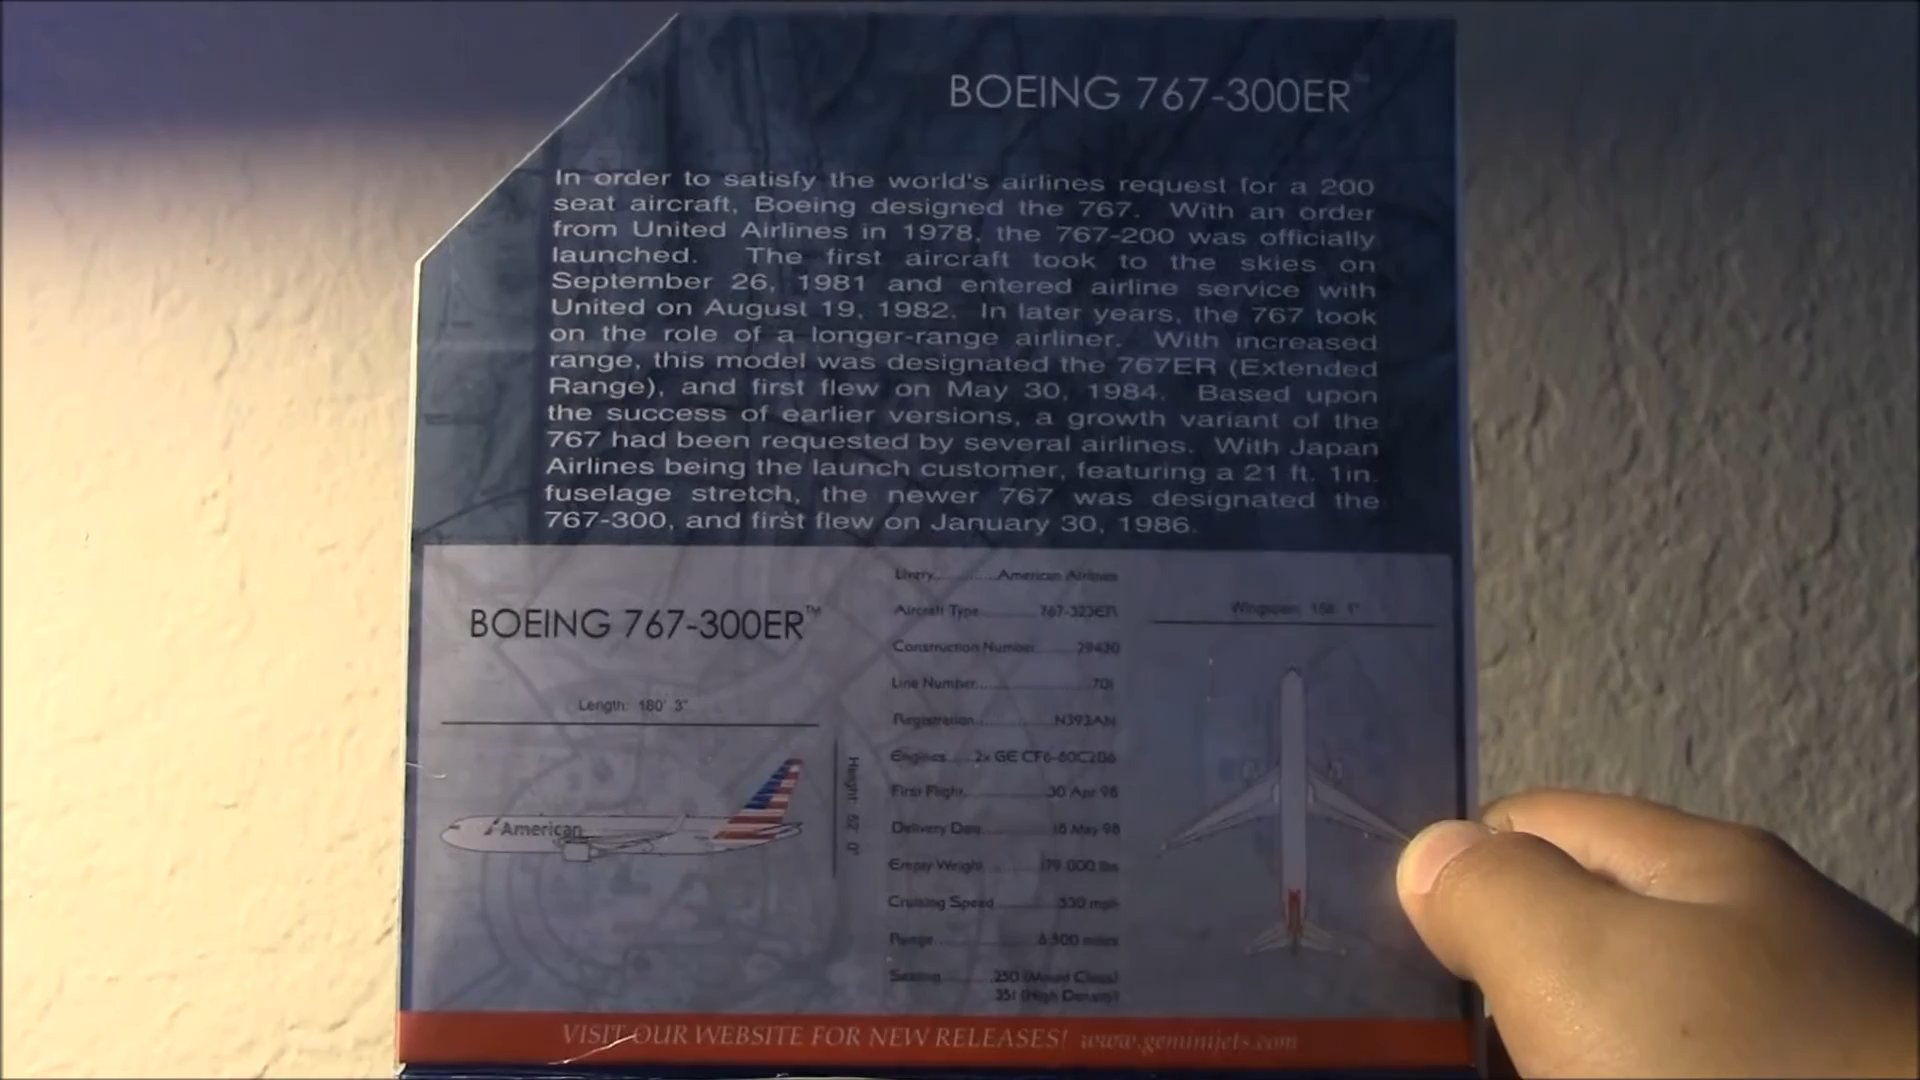 BOEING 767-300ER™
In order to satisfy the world's airlines request for a 200
seat aircraft, Boeing designed the 767. With an order
from United Airlines in 1978, the 767-200 was officially
launched. The first aircraft took to the skies on
September 26, 1981 and entered airline service with
United on August 19, 1982. In later years, the 767 took
on the role of a longer-range airliner. With increased
range, this model was designated the 767ER (Extended
Range), and first flew on May 30, 1984. Based upon
the success of earlier versions, a growth variant of the
767 had been requested by several airlines. With Japan
Airlines being the launch customer, featuring a 21 ft. 1in.
fuselage stretch, the newer 767 was designated the
767-300, and first flew on January 30, 1986.
BOEING 767-300ER™
Length: 180' 3"
American
Height: 52' 0"
Livery............American Airlines
Aircraft Type.........767-323ER
Construction Number.......29430
Line Number..................701
Registration...........N393AN
Engines.....2x GE CF6-80C2B6
First Flight...............30 Apr 98
Delivery Date...........18 May 98
Empty Weight.........179,000 lbs
Cruising Speed..........530 mph
Range....................6,500 miles
Seating.........250 (Mount Class)
351 (High Density)
Wingspan: 1"
VISIT OUR WEBSITE FOR NEW RELEASES! www.geminijets.com